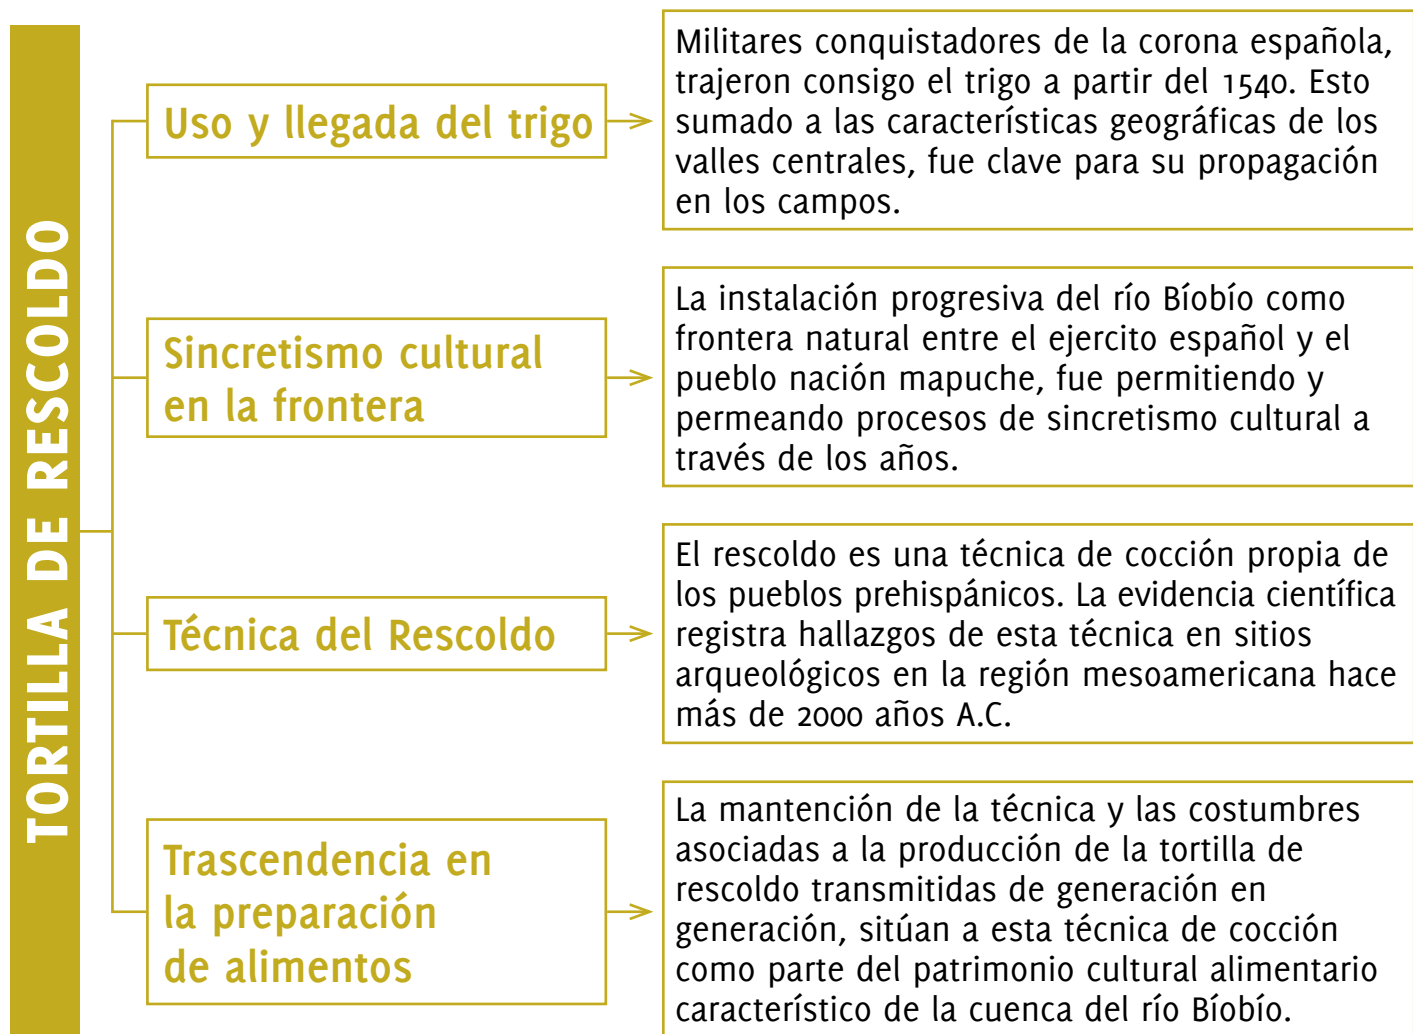 TORTILLA DE RESCOLDO
Uso y llegada del trigo
Militares conquistadores de la corona española,
trajeron consigo el trigo a partir del 1540. Esto
sumado a las características geográficas de los
valles centrales, fue clave para su propagación
en los campos.
Sincretismo cultural
en la frontera
La instalación progresiva del río Bíobío como
frontera natural entre el ejercito español y el
pueblo nación mapuche, fue permitiendo y
permeando procesos de sincretismo cultural a
través de los años.
Técnica del Rescoldo
El rescoldo es una técnica de cocción propia de
los pueblos prehispánicos. La evidencia científica
registra hallazgos de esta técnica en sitios
arqueológicos en la región mesoamericana hace
más de 2000 años A.C.
Trascendencia en
la preparación
de alimentos
La mantención de la técnica y las costumbres
asociadas a la producción de la tortilla de
rescoldo transmitidas de generación en
generación, sitúan a esta técnica de cocción
como parte del patrimonio cultural alimentario
característico de la cuenca del río Bíobío.